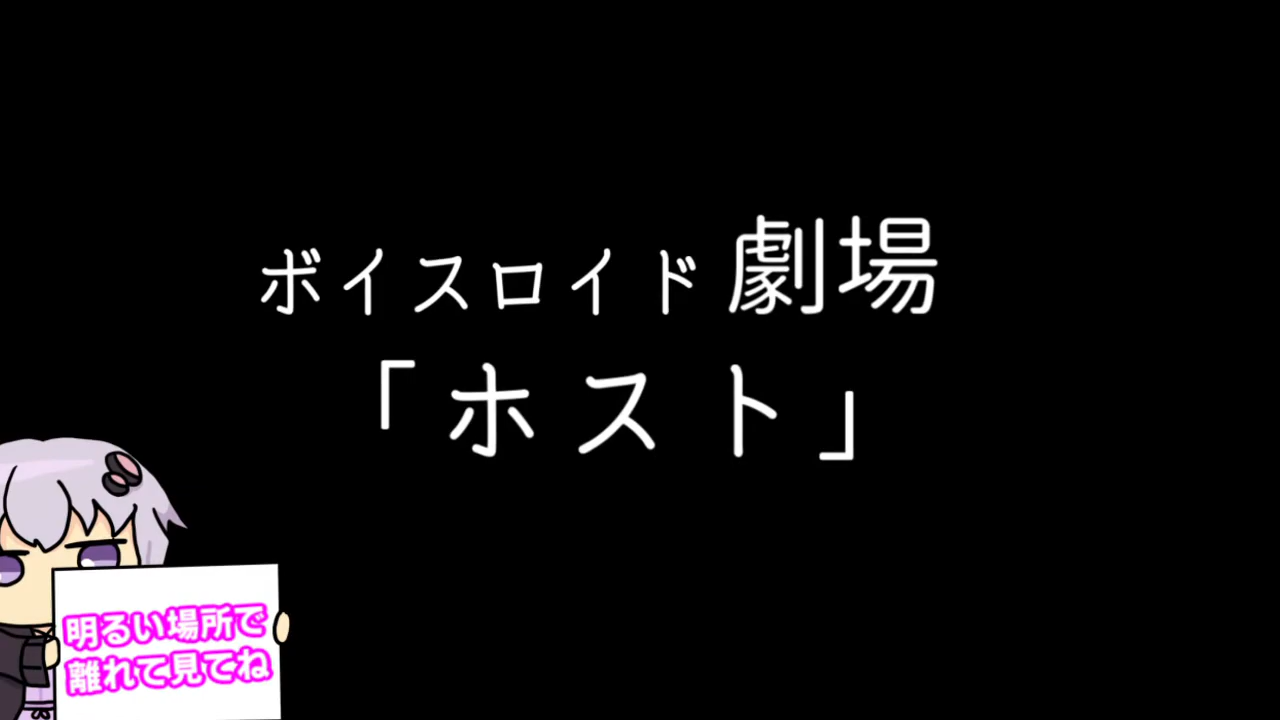 ボイスロイド劇場
「ホスト」
明るい場所で
離れて見てね